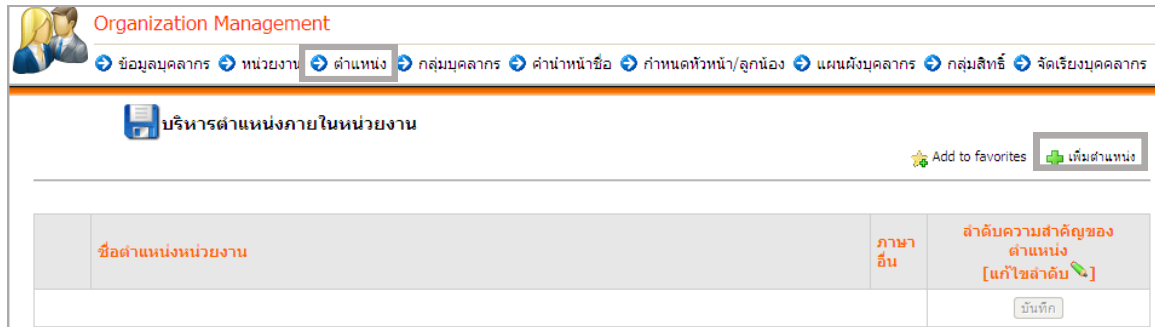 Organization Management
ข้อมูลบุคลากร หน่วยงาน ตำแหน่ง กลุ่มบุคลากร คำนำหน้าชื่อ กำหนดหัวหน้า/ลูกน้อง แผนผังบุคลากร กลุ่มสิทธิ์ จัดเรียงบุคคลากร
บริหารตำแหน่งภายในหน่วยงาน
Add to favorites เพิ่มตำแหน่ง
ชื่อตำแหน่งหน่วยงาน
ภาษา
อื่น
ลำดับความสำคัญของ
ตำแหน่ง
[แก้ไขลำดับ]
บันทึก